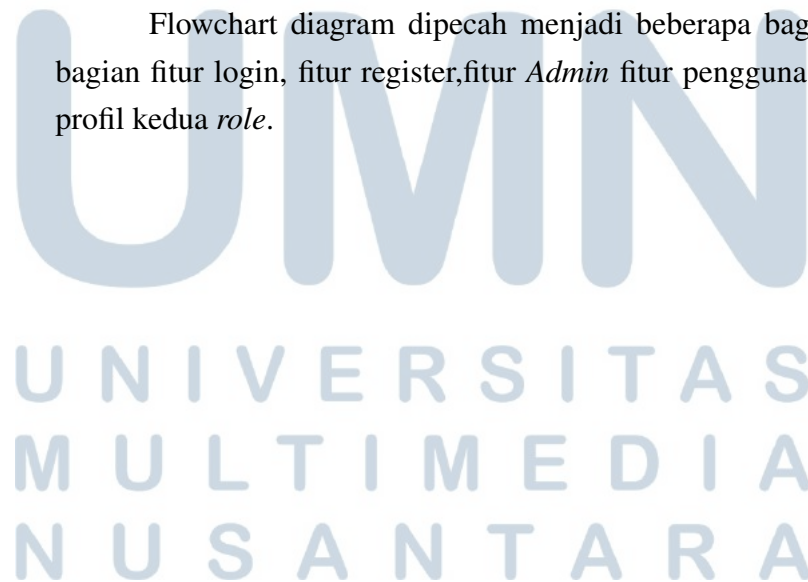 Flowchart diagram dipecah menjadi beberapa bag
bagian fitur login, fitur register,fitur Admin fitur pengguna
profil kedua role.
UMN
UNIVERSITAS
MULTIMEDIA
NUSANTARA